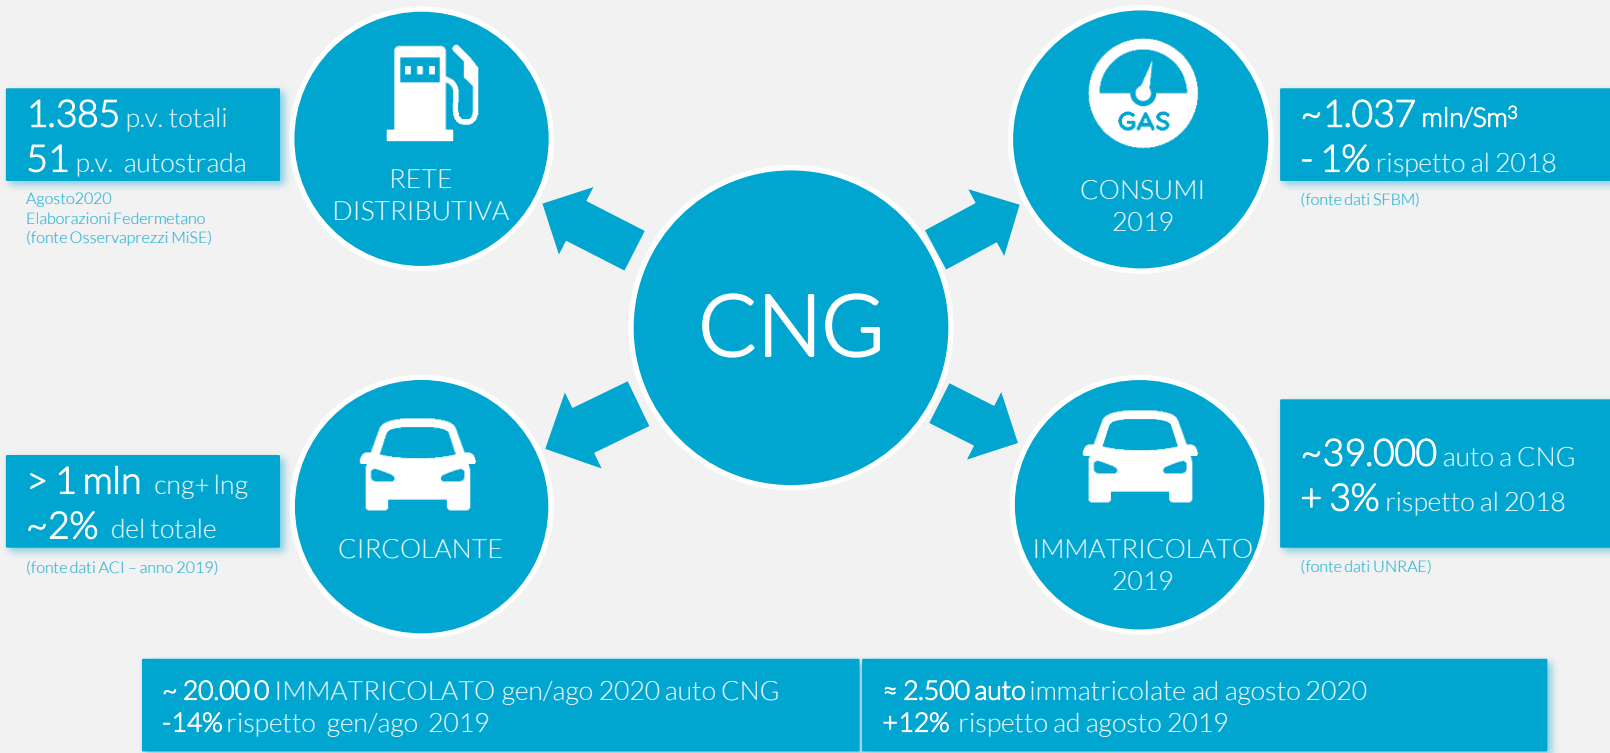 1.385 p.v. totali
51 p.v. autostrada
Agosto2020
Elaborazioni Federmetano
(fonte Osservaprezzi MiSE)
RETE
DISTRIBUTIVA
GAS
CONSUMI
2019
~1.037 mln/Sm³
- 1% rispetto al 2018
(fonte dati SFBM)
CNG
> 1 mln cng+ lng
~2% del totale
(fonte dati ACI – anno 2019)
CIRCOLANTE
IMMATRICOLATO
2019
~39.000 auto a CNG
+ 3% rispetto al 2018
(fonte dati UNRAE)
~ 20.000 IMMATRICOLATO gen/ago 2020 auto CNG
-14% rispetto gen/ago 2019
≈ 2.500 auto immatricolate ad agosto 2020
+12% rispetto ad agosto 2019